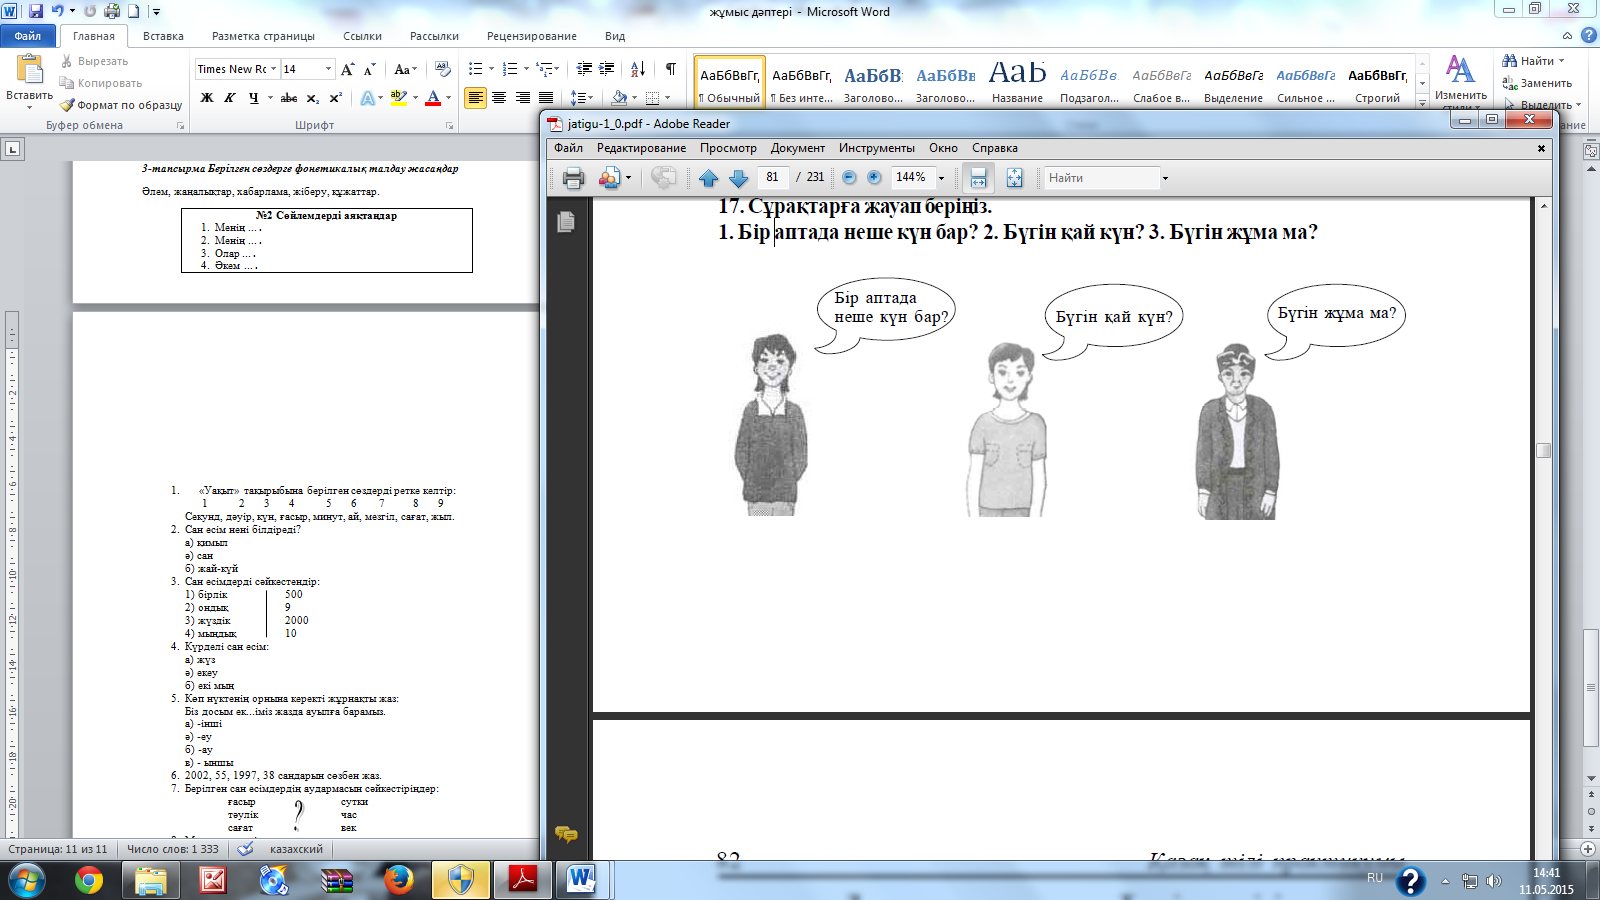 жұмыс дәптері - Microsoft Word
Файл Главная Вставка Разметка страницы Ссылки Рассылки Рецензирование Вид
Вставить
Вырезать
Копировать
Формат по образцу
Буфер обмена
Times New Rc 14
Шрифт
АаБбВвГг, АаБбВвГг, АаБбВ АаБбВв АаБ АаБбВв. АаБбВвГг АаБбВвГг АаБбВвГг АаБбВвГг,
¶ Обычный ¶ Без инте... Заголово... Заголово... Название Подзагол... Слабое в... Выделение Сильное ... Строгий
Изменить стили
Найти
Заменить
Выделить
3-тапсырма Берілген сөздерге фонетикалық талдау жасаңдар
Әлем, жаңалықтар, хабарлама, жіберу, құжаттар.
№2 Сөйлемдерді аяқтаңдар
1. Менің ... .
2. Менің ... .
3. Олар ... .
4. Әкем ... .
1. «Уақыт» тақырыбына берілген сөздерді ретке келтір:
1 2 3 4 5 6 7 8 9
Секунд, дәуір, күн, ғасыр, минут, ай, мезгіл, сағат, жыл.
2. Сан есім нені білдіреді?
а) қимыл
ә) сан
б) жай-күй
3. Сан есімдерді сәйкестендір:
1) бірлік 500
2) ондық 9
3) жүздік 2000
4) мыңдық 10
4. Күрделі сан есім:
а) жүз
ә) екеу
б) екі мың
5. Көп нүктенің орнына керекті жұрнақты жаз:
Біз досым ек...іміз жазда ауылға барамыз.
а) -інші
ә) -еу
б) -ау
в) - ыншы
6. 2002, 55, 1997, 38 сандарын сөзбен жаз.
7. Берілген сан есімдердің аудармасын сәйкестіріңдер:
ғасыр сутки
тәулік ? час
сағат век
Страница: 11 из 11 Число слов: 1 333 казахский
jatigu-1_0.pdf - Adobe Reader
Файл Редактирование Просмотр Документ Инструменты Окно Справка
81 / 231 144% Найти
17. Сұрақтарға жауап беріңіз.
1. Бір аптада неше күн бар? 2. Бүгін қай күн? 3. Бүгін жұма ма?
Бір аптада
неше күн бар?
Бүгін қай күн?
Бүгін жұма ма?
82
RU
14:41
11.05.2015